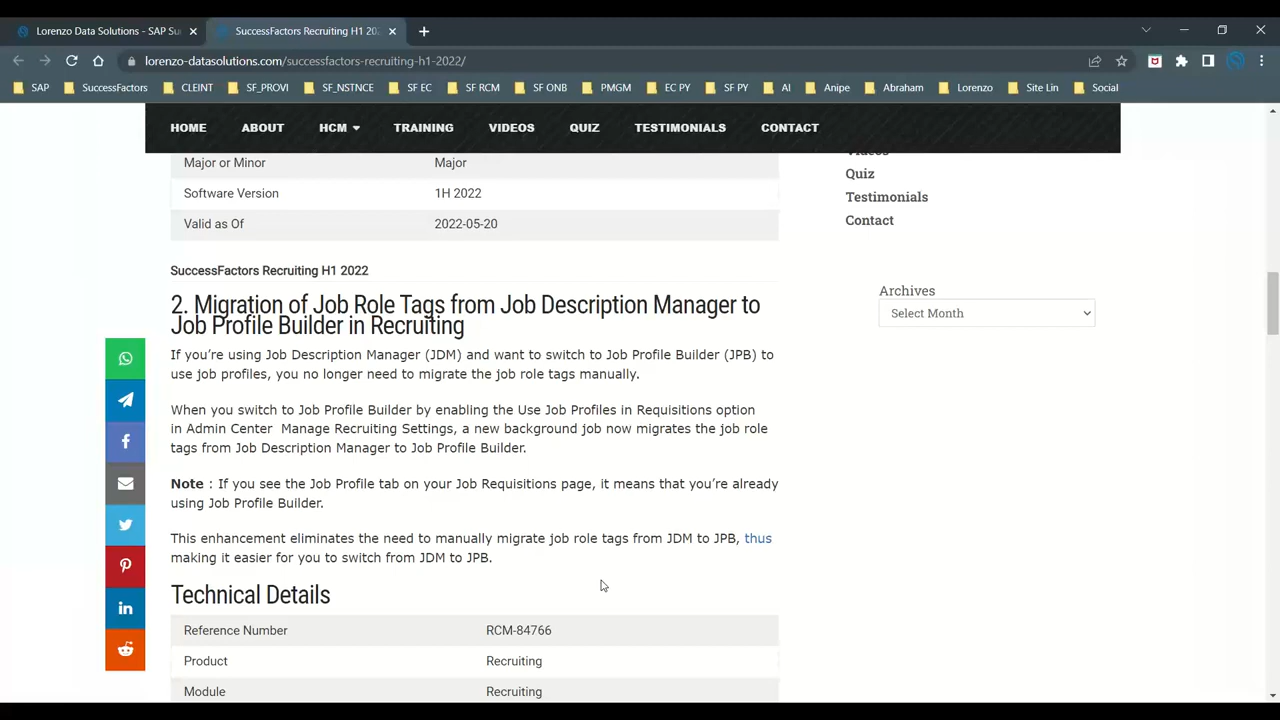 Lorenzo Data Solutions - SAP Su
SuccessFactors Recruiting H1 202
lorenzo-datasolutions.com/successfactors-recruiting-h1-2022/
SAP SuccessFactors CLEINT SF_PROVI SF_NSTNCE SF EC SF RCM SF ONB PMGM EC PY SF PY AI Anipe Abraham Lorenzo Site Lin Social
HOME ABOUT HCM TRAINING VIDEOS QUIZ TESTIMONIALS CONTACT
Major or Minor Major
Software Version 1H 2022
Valid as Of 2022-05-20
SuccessFactors Recruiting H1 2022
2. Migration of Job Role Tags from Job Description Manager to
Job Profile Builder in Recruiting
If you’re using Job Description Manager (JDM) and want to switch to Job Profile Builder (JPB) to
use job profiles, you no longer need to migrate the job role tags manually.
When you switch to Job Profile Builder by enabling the Use Job Profiles in Requisitions option
in Admin Center  Manage Recruiting Settings, a new background job now migrates the job role
tags from Job Description Manager to Job Profile Builder.
Note : If you see the Job Profile tab on your Job Requisitions page, it means that you’re already
using Job Profile Builder.
This enhancement eliminates the need to manually migrate job role tags from JDM to JPB, thus
making it easier for you to switch from JDM to JPB.
Technical Details
Reference Number RCM-84766
Product Recruiting
Module Recruiting
Videos
Quiz
Testimonials
Contact
Archives
Select Month